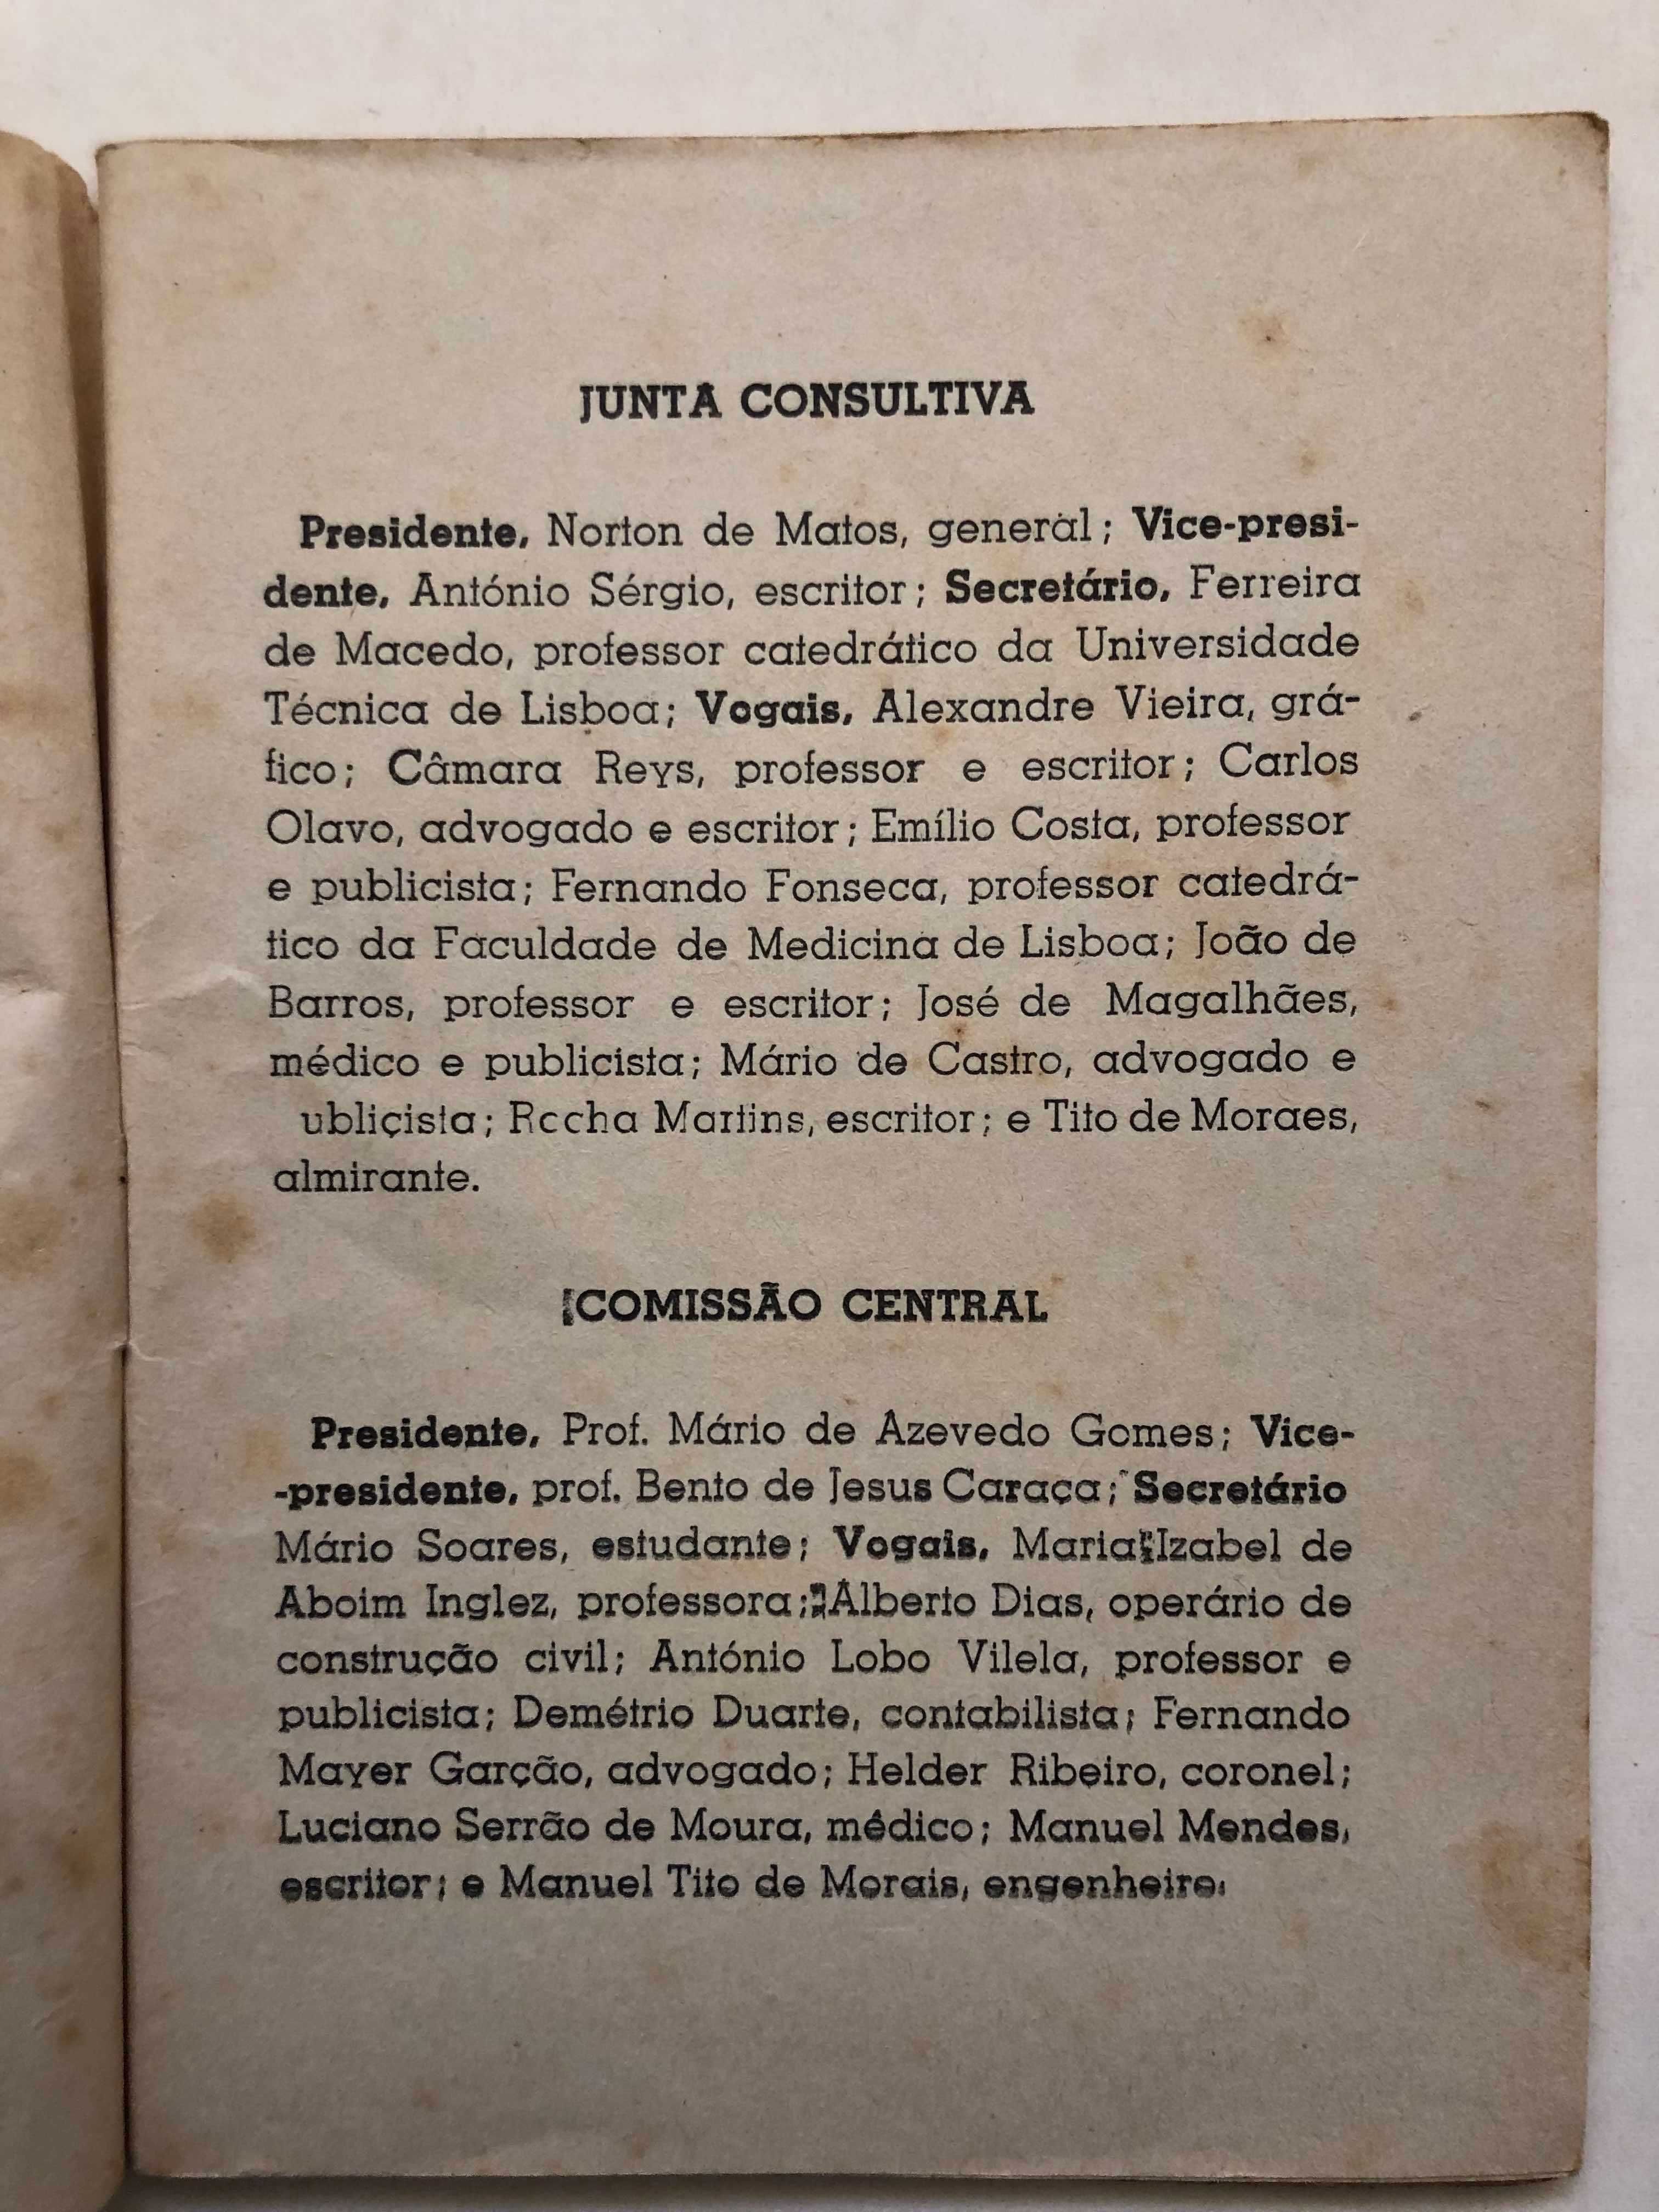 JUNTA CONSULTIVA
Presidente, Norton de Matos, general; Vice-presi-
dente, António Sérgio, escritor; Secretário, Ferreira
de Macedo, professor catedrático da Universidade
Técnica de Lisboa; Vogais, Alexandre Vieira, grá-
fico; Câmara Reys, professor e escritor; Carlos
Olavo, advogado e escritor; Emílio Costa, professor
e publicista; Fernando Fonseca, professor catedrá-
tico da Faculdade de Medicina de Lisboa; João de
Barros, professor e escritor; José de Magalhães,
médico e publicista; Mário de Castro, advogado e
ublicista; Rocha Martins, escritor; e Tito de Moraes,
almirante.
COMISSÃO CENTRAL
Presidente, Prof. Mário de Azevedo Gomes; Vice-
-presidente, prof. Bento de Jesus Caraça; Secretário
Mário Soares, estudante; Vogais, Maria Izabel de
Aboim Inglez, professora; Alberto Dias, operário de
construção civil; António Lobo Vilela, professor e
publicista; Demétrio Duarte, contabilista; Fernando
Mayer Garção, advogado; Helder Ribeiro, coronel;
Luciano Serrão de Moura, médico; Manuel Mendes,
escritor; e Manuel Tito de Morais, engenheiro.